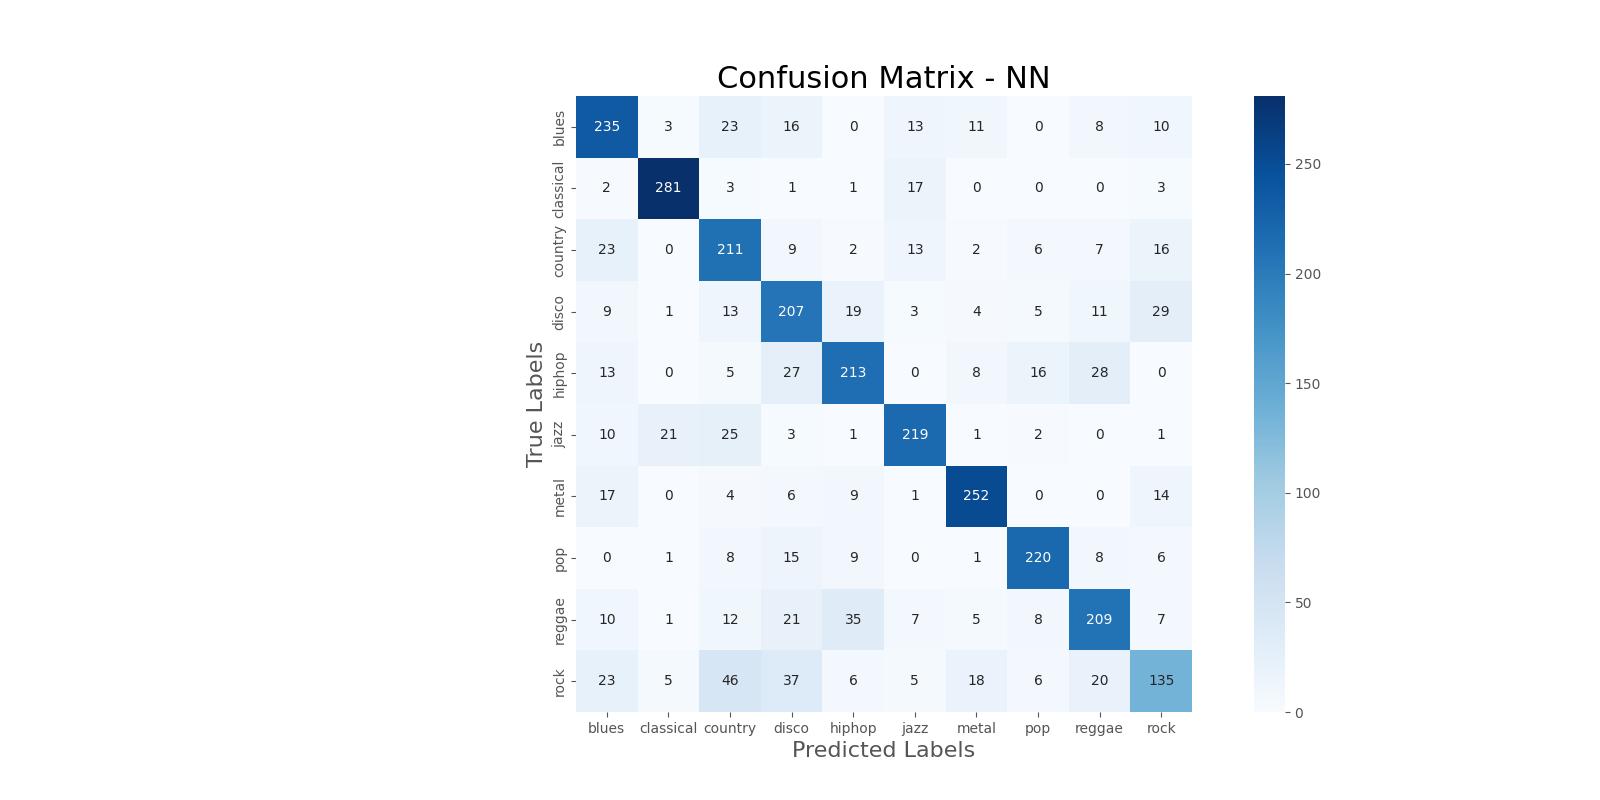 Confusion Matrix - NN
True Labels
blues 235 3 23 16 0 13 11 0 8 10
classical 2 281 3 1 1 17 0 0 0 3
country 23 0 211 9 2 13 2 6 7 16
disco 9 1 13 207 19 3 4 5 11 29
hiphop 13 0 5 27 213 0 8 16 28 0
jazz 10 21 25 3 1 219 1 2 0 1
metal 17 0 4 6 9 1 252 0 0 14
pop 0 1 8 15 9 0 1 220 8 6
reggae 10 1 12 21 35 7 5 8 209 7
rock 23 5 46 37 6 5 18 6 20 135
blues classical country disco hiphop jazz metal pop reggae rock
Predicted Labels
250
200
150
100
50
0